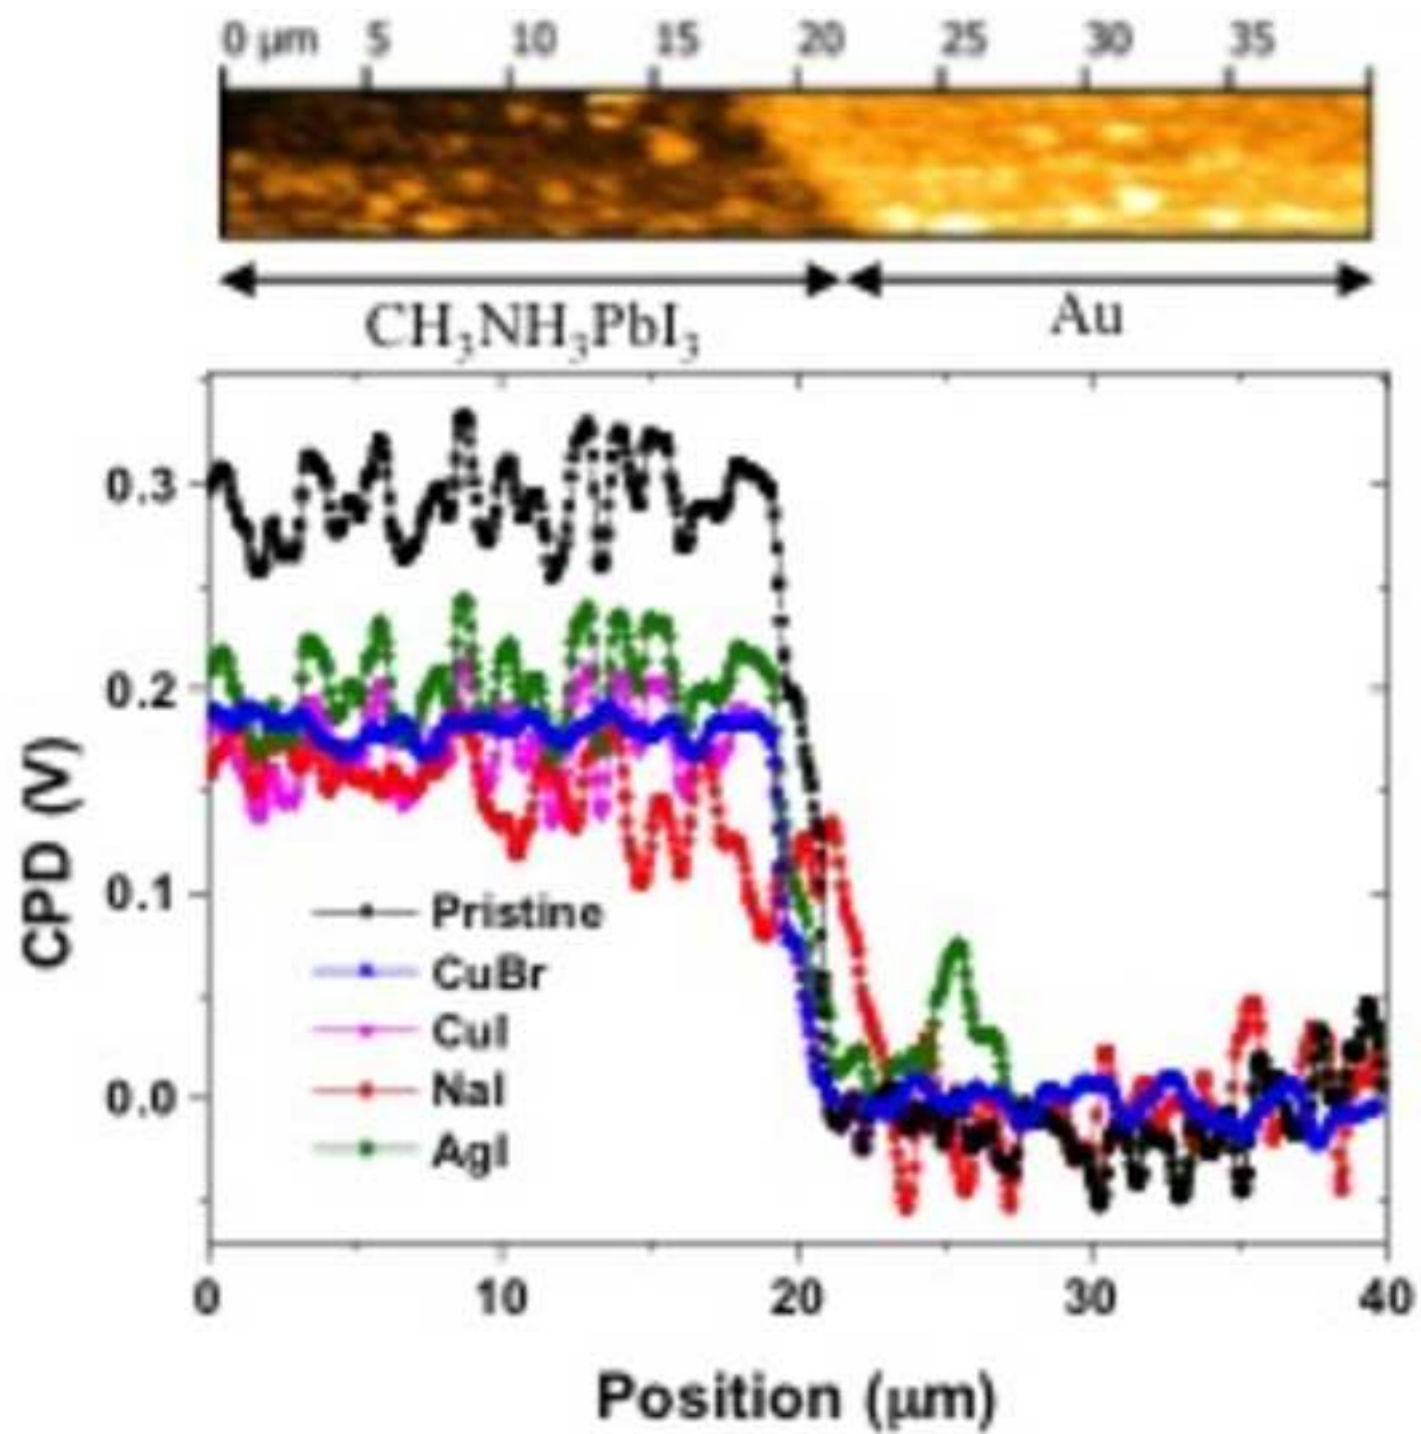 0 µm 5 10 15 20 25 30 35
CH₃NH₃PbI₃ Au
0.3
0.2
0.1
0.0
CPD (V)
Pristine
CuBr
CuI
NaI
AgI
0 10 20 30 40
Position (µm)